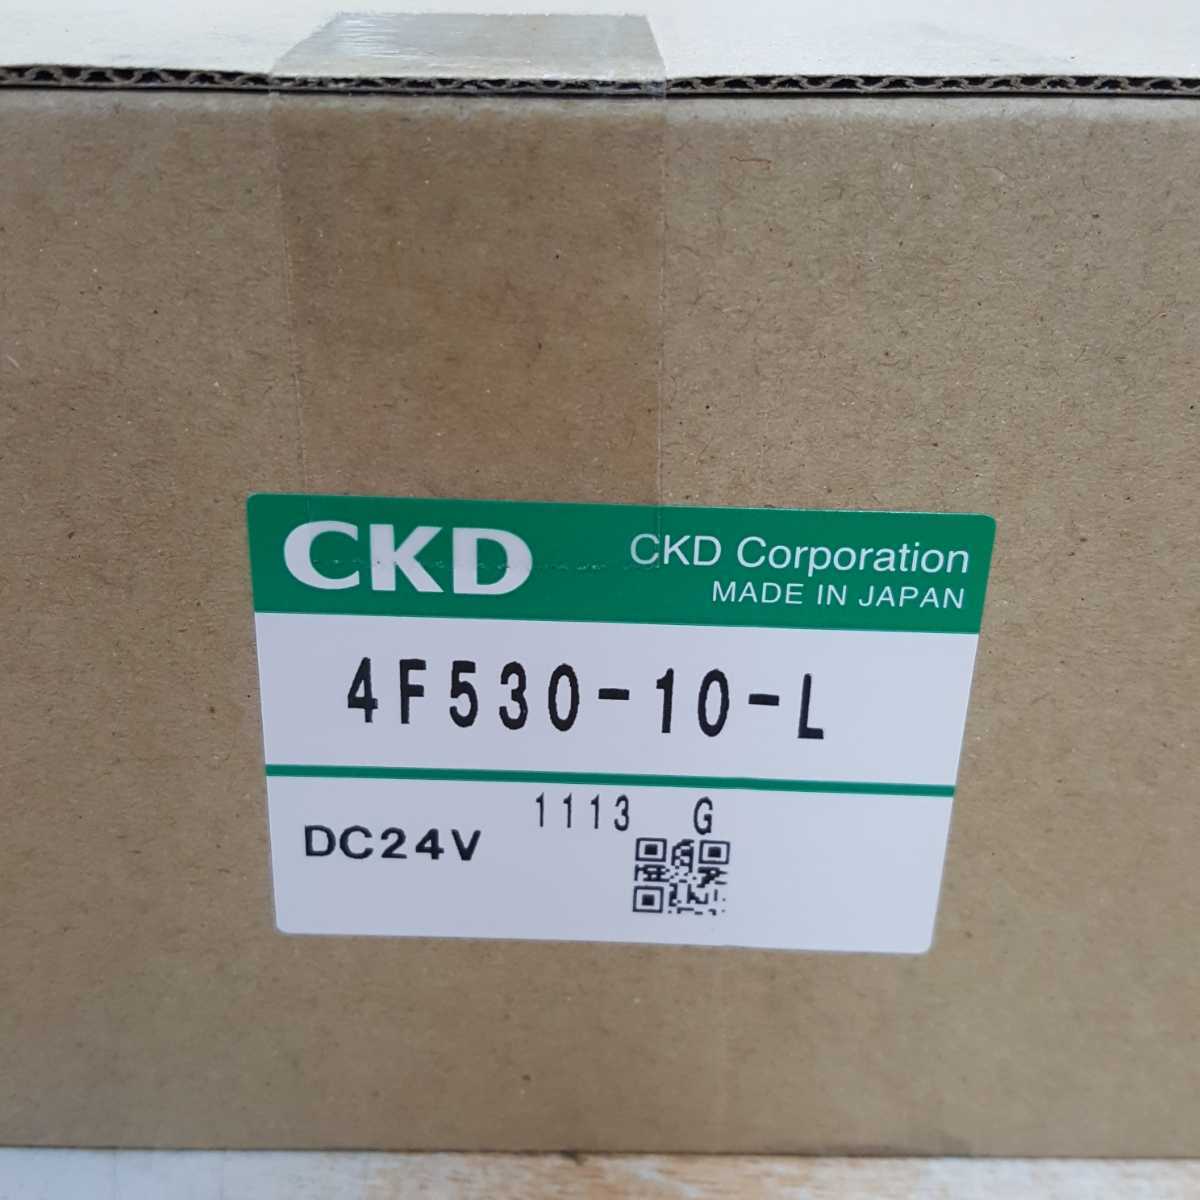 CKD CKD Corporation
MADE IN JAPAN
4F530-10-L
1113 G
DC24V